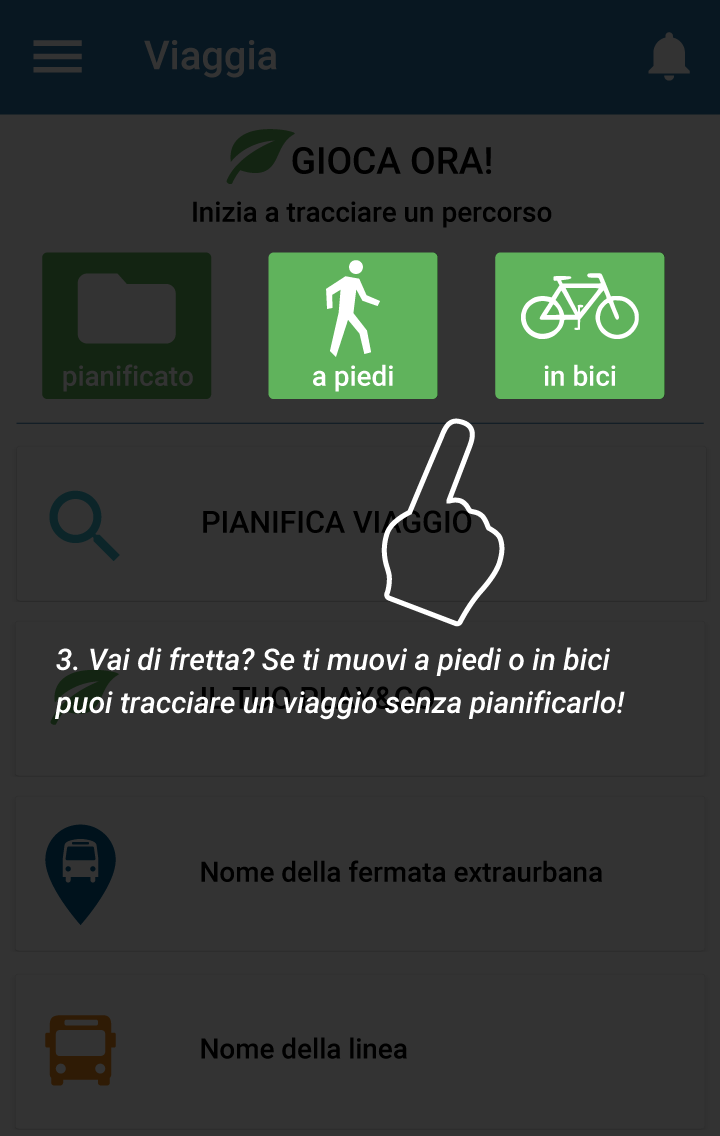 Viaggia
GIOCA ORA!
Inizia a tracciare un percorso
pianificato
a piedi
in bici
PIANIFICA VIAGGIO
3. Vai di fretta? Se ti muovi a piedi o in bici
puoi tracciare un viaggio senza pianificarlo!
IL TUO PLAY&GO
Nome della fermata extraurbana
Nome della linea